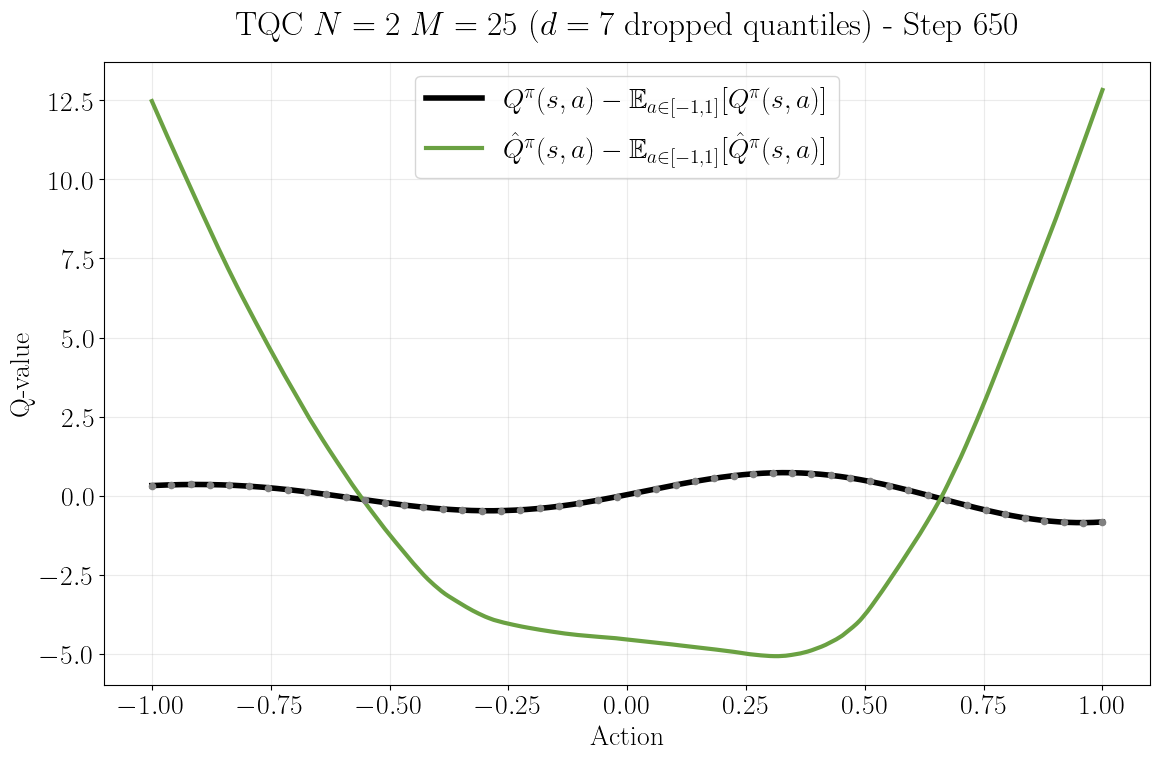 TQC N = 2 M = 25 (d = 7 dropped quantiles) - Step 650
Q^π(s, a) − 𝔼_{a∈[−1,1]}[Q^π(s, a)]
Q̂^π(s, a) − 𝔼_{a∈[−1,1]}[Q̂^π(s, a)]
12.5
10.0
7.5
5.0
2.5
0.0
−2.5
−5.0
Q-value
−1.00 −0.75 −0.50 −0.25 0.00 0.25 0.50 0.75 1.00
Action